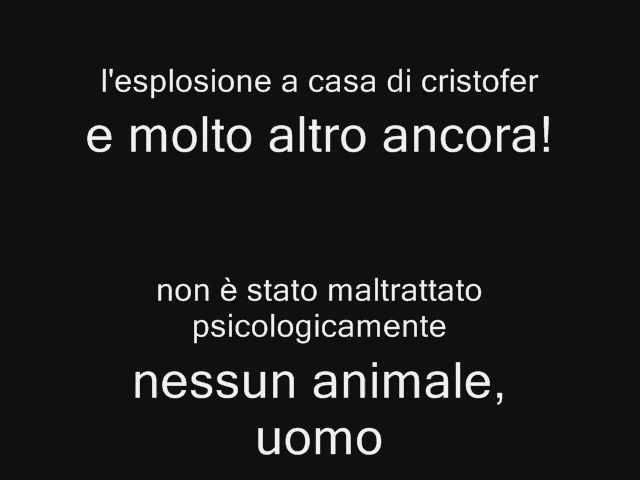 l'esplosione a casa di cristofer
e molto altro ancora!
non è stato maltrattato
psicologicamente
nessun animale,
uomo